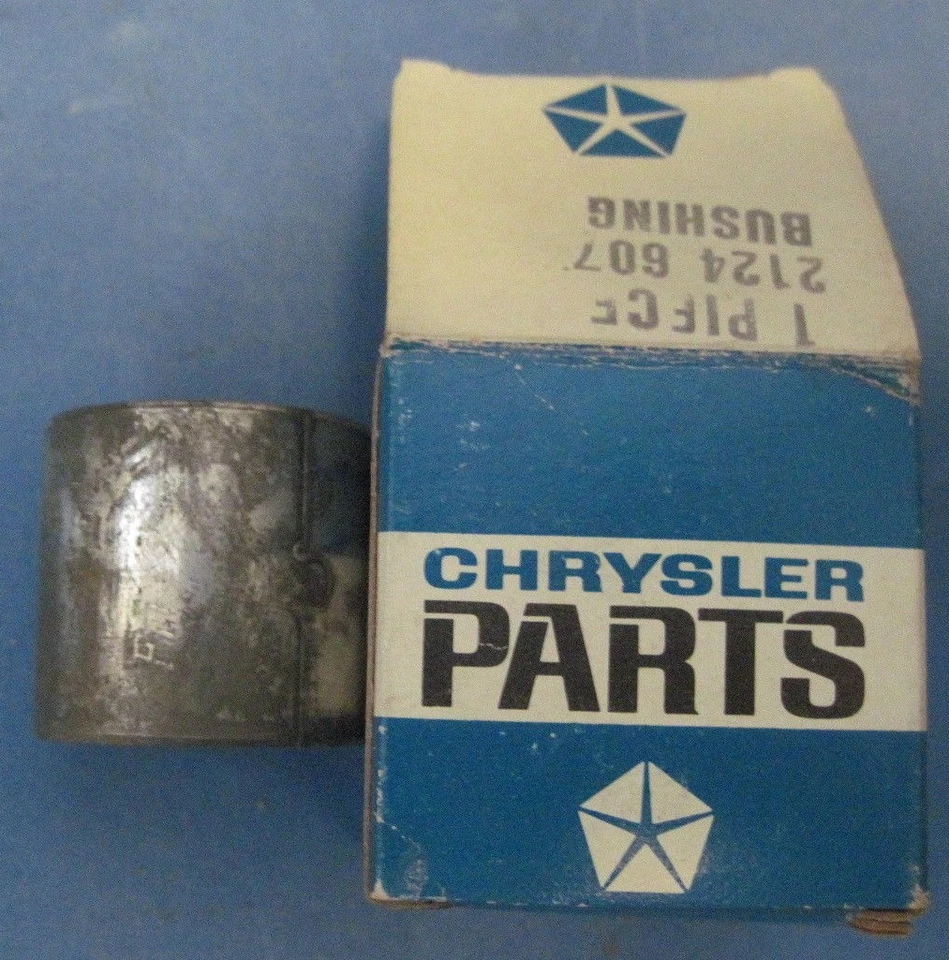 1 PIECE
2124 607
BUSHING
CHRYSLER
PARTS